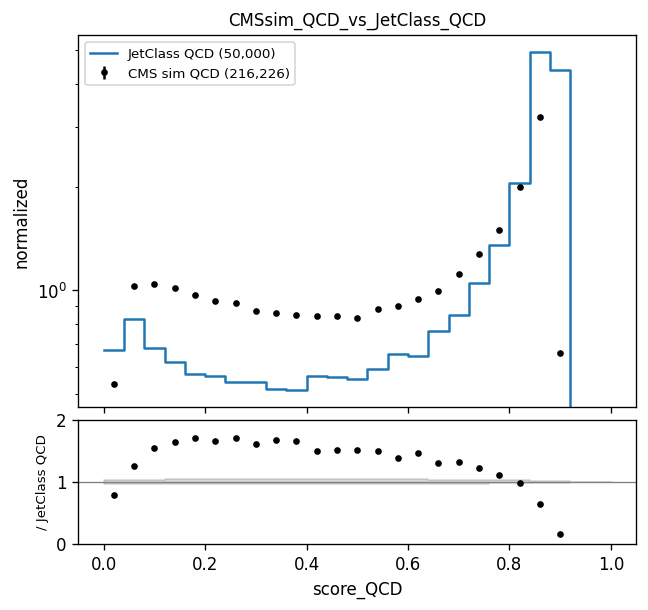 CMSsim_QCD_vs_JetClass_QCD
JetClass QCD (50,000)
CMS sim QCD (216,226)
normalized
10⁰
/ JetClass QCD
2
1
0
0.0 0.2 0.4 0.6 0.8 1.0
score_QCD